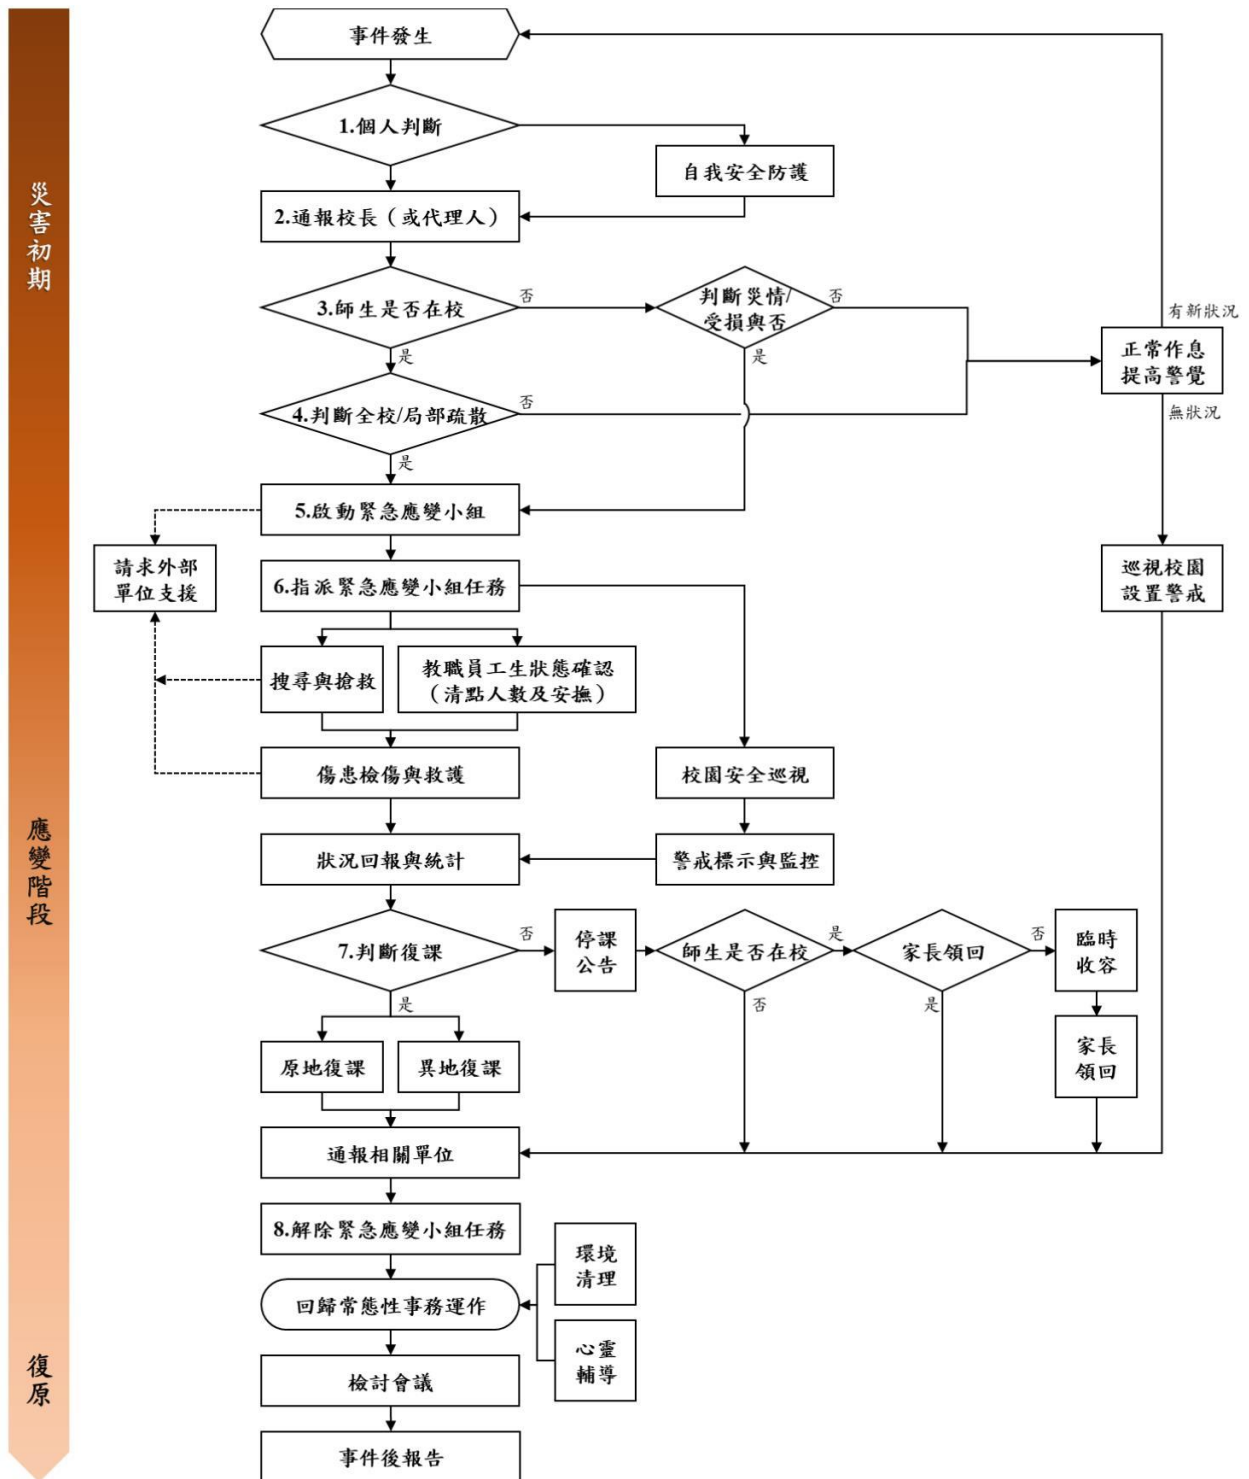 災害初期
應變階段
復原
事件發生
1.個人判斷
自我安全防護
2.通報校長（或代理人）
3.師生是否在校
否
是
判斷災情/
受損與否
否
是
有新狀況
正常作息
提高警覺
無狀況
4.判斷全校/局部疏散
否
是
5.啟動緊急應變小組
請求外部
單位支援
6.指派緊急應變小組任務
巡視校園
設置警戒
搜尋與搶救
教職員工生狀態確認
（清點人數及安撫）
傷患檢傷與救護
校園安全巡視
狀況回報與統計
警戒標示與監控
7.判斷復課
否
是
停課
公告
師生是否在校
是
否
家長領回
否
是
臨時
收容
家長
領回
原地復課
異地復課
通報相關單位
8.解除緊急應變小組任務
環境
清理
回歸常態性事務運作
心靈
輔導
檢討會議
事件後報告